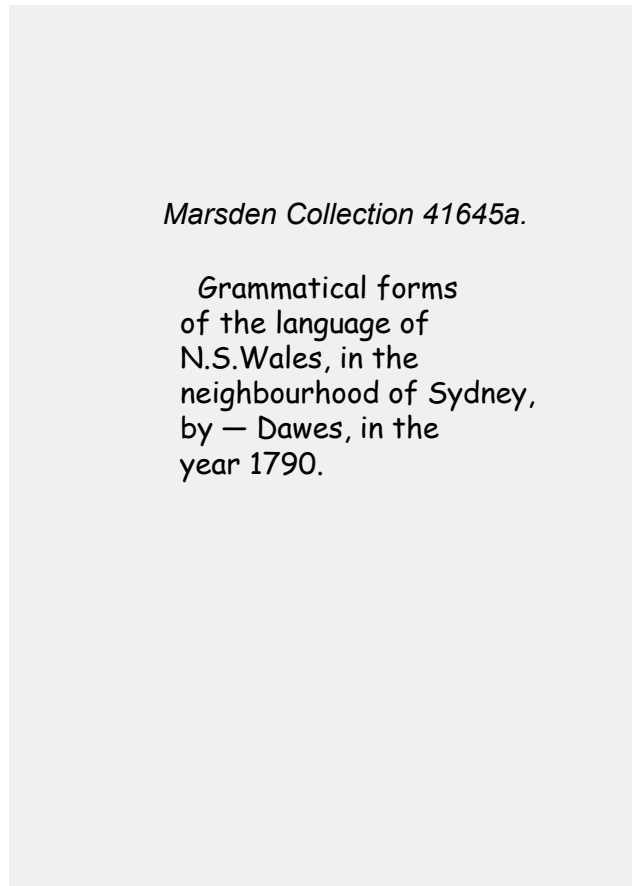 Marsden Collection 41645a.
Grammatical forms
of the language of
N.S.Wales, in the
neighbourhood of Sydney,
by — Dawes, in the
year 1790.